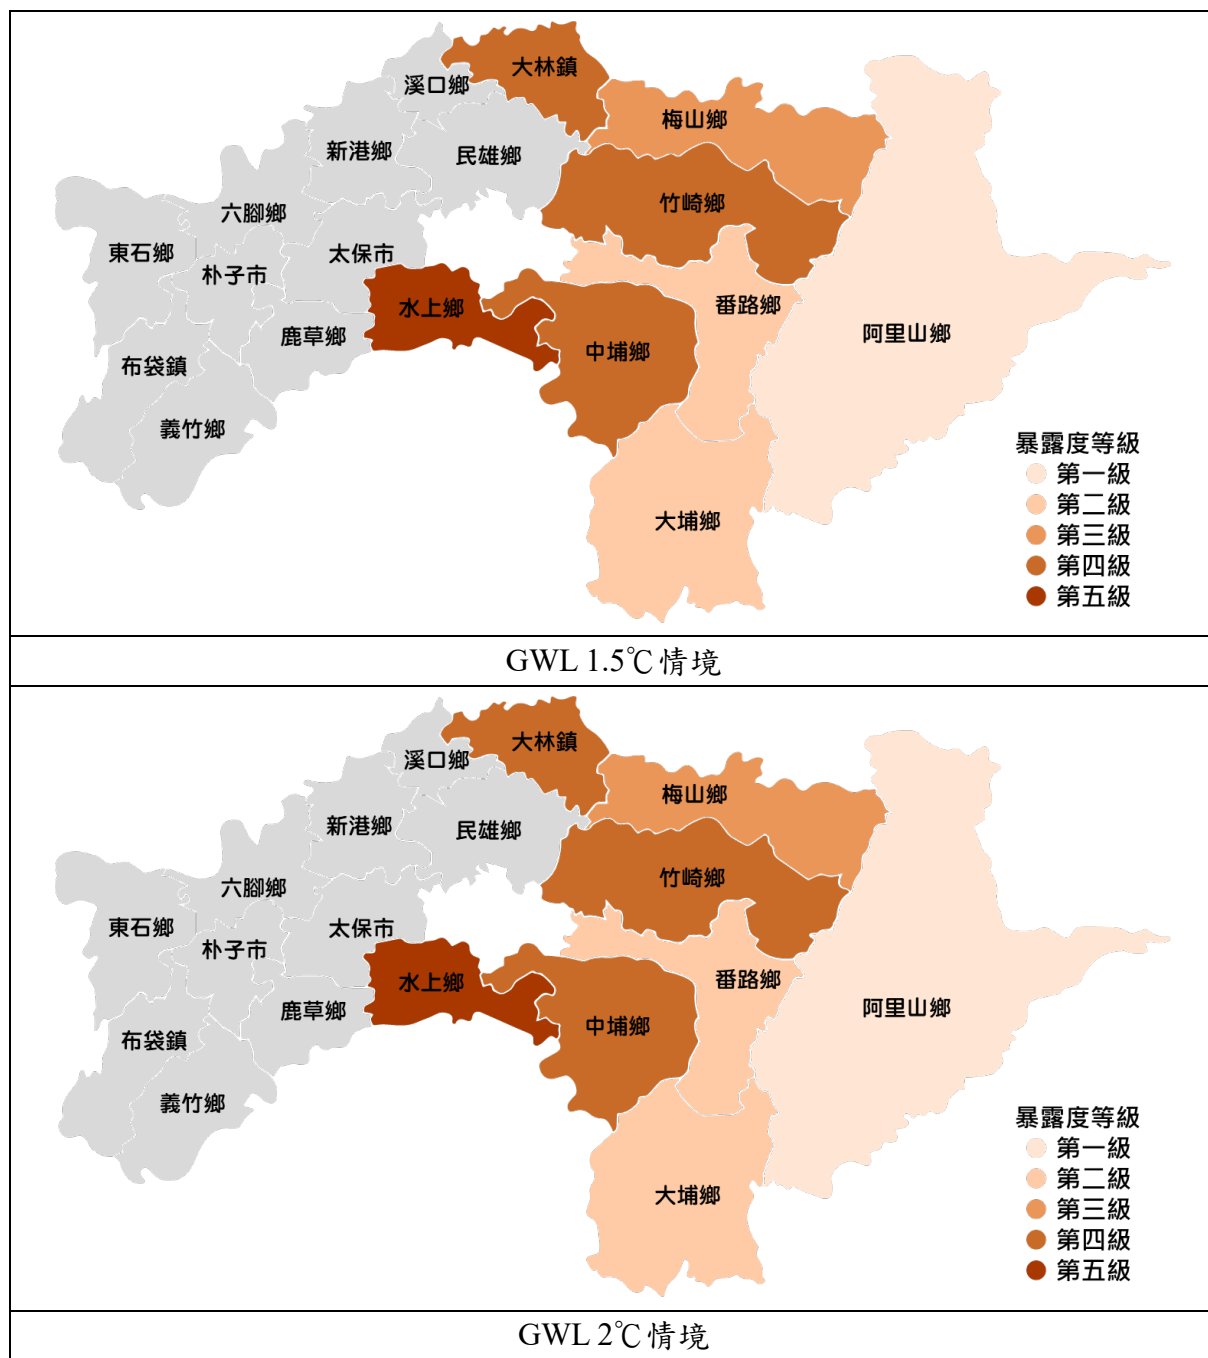 大林鎮
溪口鄉
梅山鄉
新港鄉
民雄鄉
竹崎鄉
六腳鄉
東石鄉
太保市
朴子市
水上鄉
番路鄉
鹿草鄉
阿里山鄉
中埔鄉
布袋鎮
義竹鄉
大埔鄉
暴露度等級
第一級
第二級
第三級
第四級
第五級
GWL 1.5℃情境
大林鎮
溪口鄉
梅山鄉
新港鄉
民雄鄉
竹崎鄉
六腳鄉
東石鄉
太保市
朴子市
水上鄉
番路鄉
鹿草鄉
阿里山鄉
中埔鄉
布袋鎮
義竹鄉
大埔鄉
暴露度等級
第一級
第二級
第三級
第四級
第五級
GWL 2℃情境